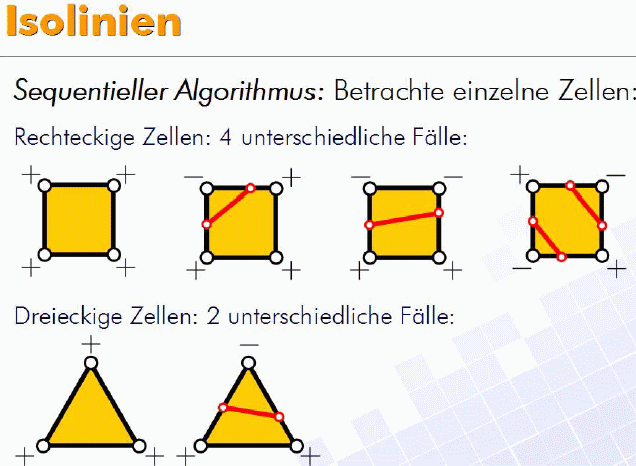 Isolinien
Sequentieller Algorithmus: Betrachte einzelne Zellen:
Rechteckige Zellen: 4 unterschiedliche Fälle:
+ + − + − − + −
+ + + + + + − +
Dreieckige Zellen: 2 unterschiedliche Fälle:
+ −
+ + + +